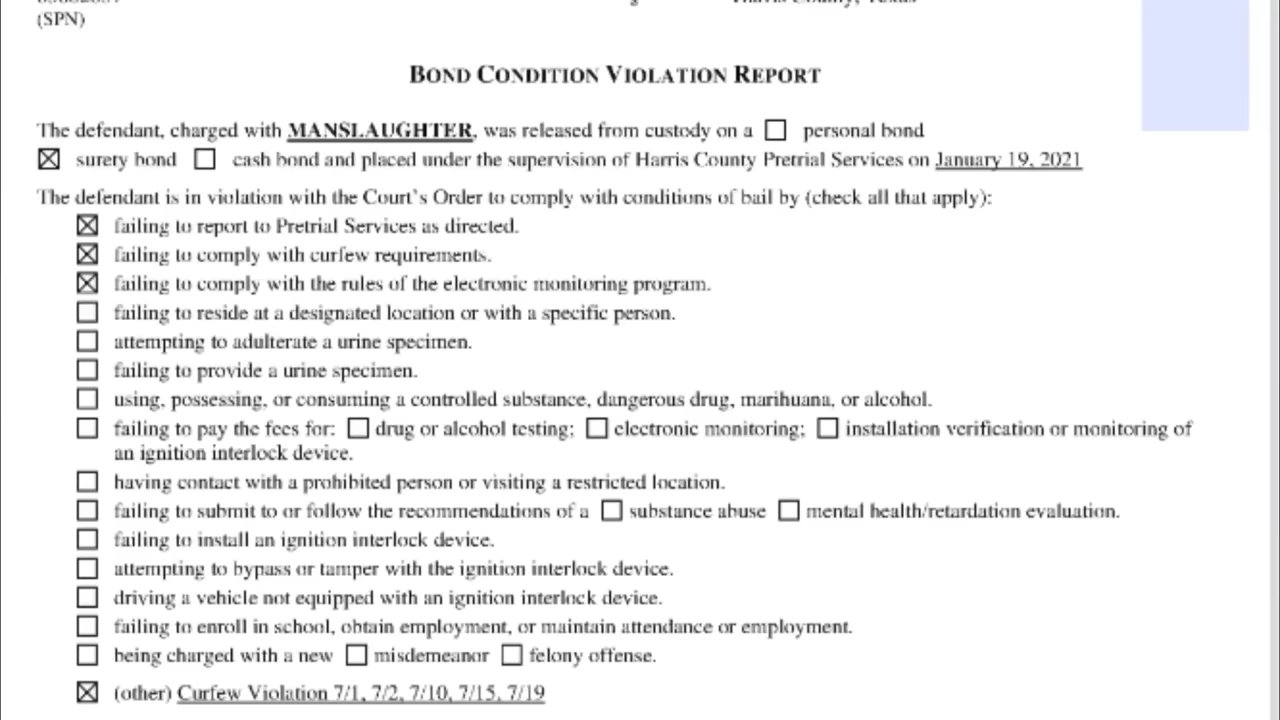 (SPN)
BOND CONDITION VIOLATION REPORT
The defendant, charged with MANSLAUGHTER, was released from custody on a ☐ personal bond
☒ surety bond ☐ cash bond and placed under the supervision of Harris County Pretrial Services on January 19, 2021
The defendant is in violation with the Court's Order to comply with conditions of bail by (check all that apply):
☒ failing to report to Pretrial Services as directed.
☒ failing to comply with curfew requirements.
☒ failing to comply with the rules of the electronic monitoring program.
☐ failing to reside at a designated location or with a specific person.
☐ attempting to adulterate a urine specimen.
☐ failing to provide a urine specimen.
☐ using, possessing, or consuming a controlled substance, dangerous drug, marihuana, or alcohol.
☐ failing to pay the fees for: ☐ drug or alcohol testing; ☐ electronic monitoring; ☐ installation verification or monitoring of
an ignition interlock device.
☐ having contact with a prohibited person or visiting a restricted location.
☐ failing to submit to or follow the recommendations of a ☐ substance abuse ☐ mental health/retardation evaluation.
☐ failing to install an ignition interlock device.
☐ attempting to bypass or tamper with the ignition interlock device.
☐ driving a vehicle not equipped with an ignition interlock device.
☐ failing to enroll in school, obtain employment, or maintain attendance or employment.
☐ being charged with a new ☐ misdemeanor ☐ felony offense.
☒ (other) Curfew Violation 7/1, 7/2, 7/10, 7/15, 7/19